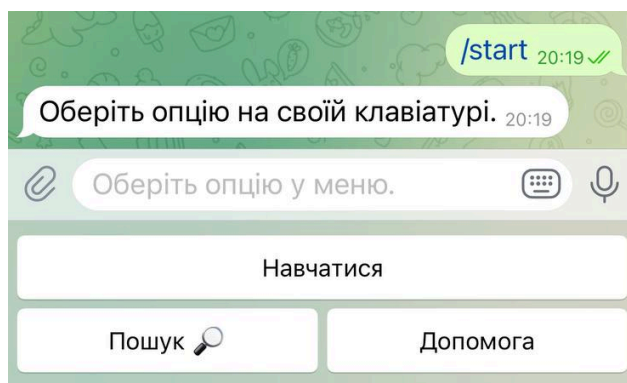 /start 20:19
Оберіть опцію на своїй клавіатурі. 20:19
Оберіть опцію у меню.
Навчатися
Пошук 🔎 Допомога